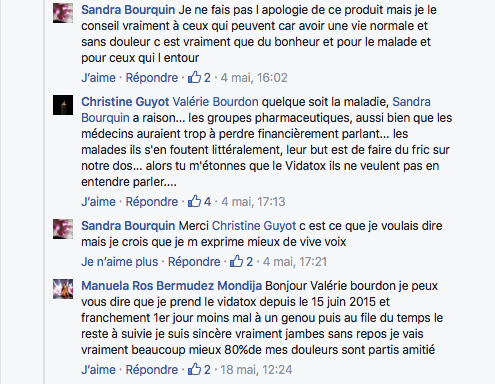 Sandra Bourquin Je ne fais pas l apologie de ce produit mais je le
conseil vraiment à ceux qui peuvent car avoir une vie normale et
sans douleur c est vraiment que du bonheur et pour le malade et
pour ceux qui l entour
J'aime · Répondre · 2 · 4 mai, 16:02
Christine Guyot Valérie Bourdon quelque soit la maladie, Sandra
Bourquin a raison... les groupes pharmaceutiques, aussi bien que les
médecins auraient trop à perdre financièrement parlant... les
malades ils s'en foutent littéralement, leur but est de faire du fric sur
notre dos... alors tu m'étonnes que le Vidatox ils ne veulent pas en
entendre parler....
J'aime · Répondre · 4 · 4 mai, 17:13
Sandra Bourquin Merci Christine Guyot c est ce que je voulais dire
mais je crois que je m exprime mieux de vive voix
Je n'aime plus · Répondre · 2 · 4 mai, 17:21
Manuela Ros Bermudez Mondija Bonjour Valérie bourdon je peux
vous dire que je prend le vidatox depuis le 15 juin 2015 et
franchement 1er jour moins mal à un genou puis au file du temps le
reste à suivie je suis sincère vraiment jambes sans repos je vais
vraiment beaucoup mieux 80%de mes douleurs sont partis amitié
J'aime · Répondre · 2 · 18 mai, 12:24